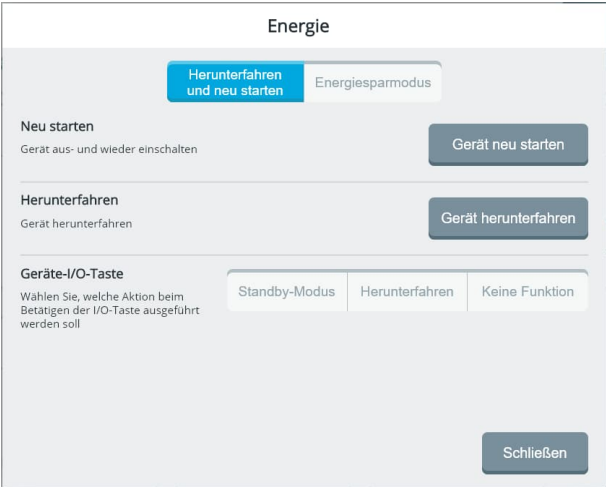 Energie
Herunterfahren
und neu starten
Energiesparmodus
Neu starten
Gerät aus- und wieder einschalten
Gerät neu starten
Herunterfahren
Gerät herunterfahren
Gerät herunterfahren
Geräte-I/O-Taste
Wählen Sie, welche Aktion beim
Betätigen der I/O-Taste ausgeführt
werden soll
Standby-Modus
Herunterfahren
Keine Funktion
Schließen